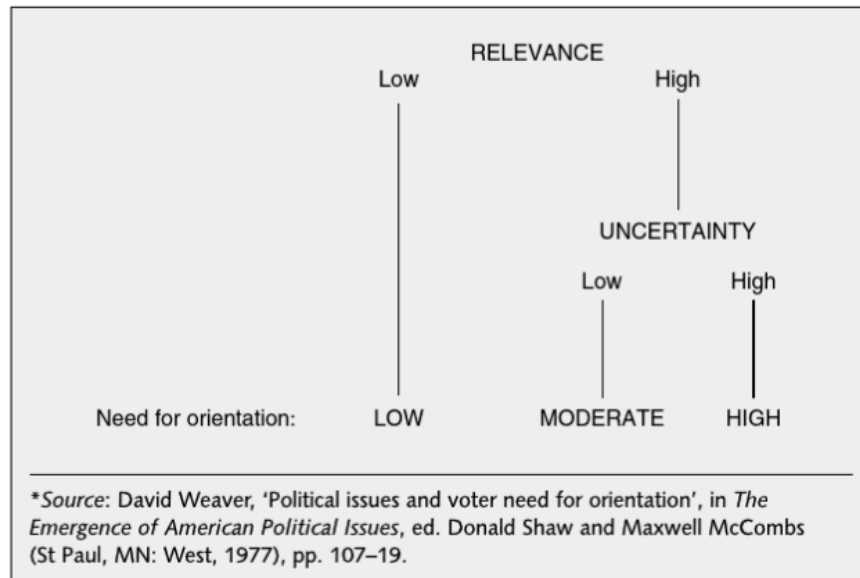 RELEVANCE
Low High
UNCERTAINTY
Low High
Need for orientation: LOW MODERATE HIGH
*Source: David Weaver, ‘Political issues and voter need for orientation’, in The
Emergence of American Political Issues, ed. Donald Shaw and Maxwell McCombs
(St Paul, MN: West, 1977), pp. 107–19.